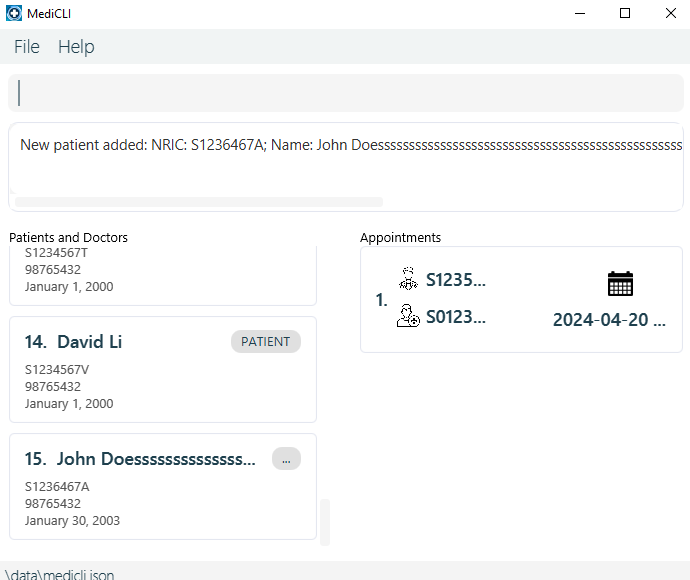 MediCLI
File Help
New patient added: NRIC: S1236467A; Name: John Doesssssssssssssssssssssssssssssssssssssssssssssssss
Patients and Doctors
S1234567T
98765432
January 1, 2000
14. David Li PATIENT
S1234567V
98765432
January 1, 2000
15. John Doesssssssssssssss... ...
S1236467A
98765432
January 30, 2003
Appointments
1. S1235...
S0123...
2024-04-20 ...
\data\medicli.json